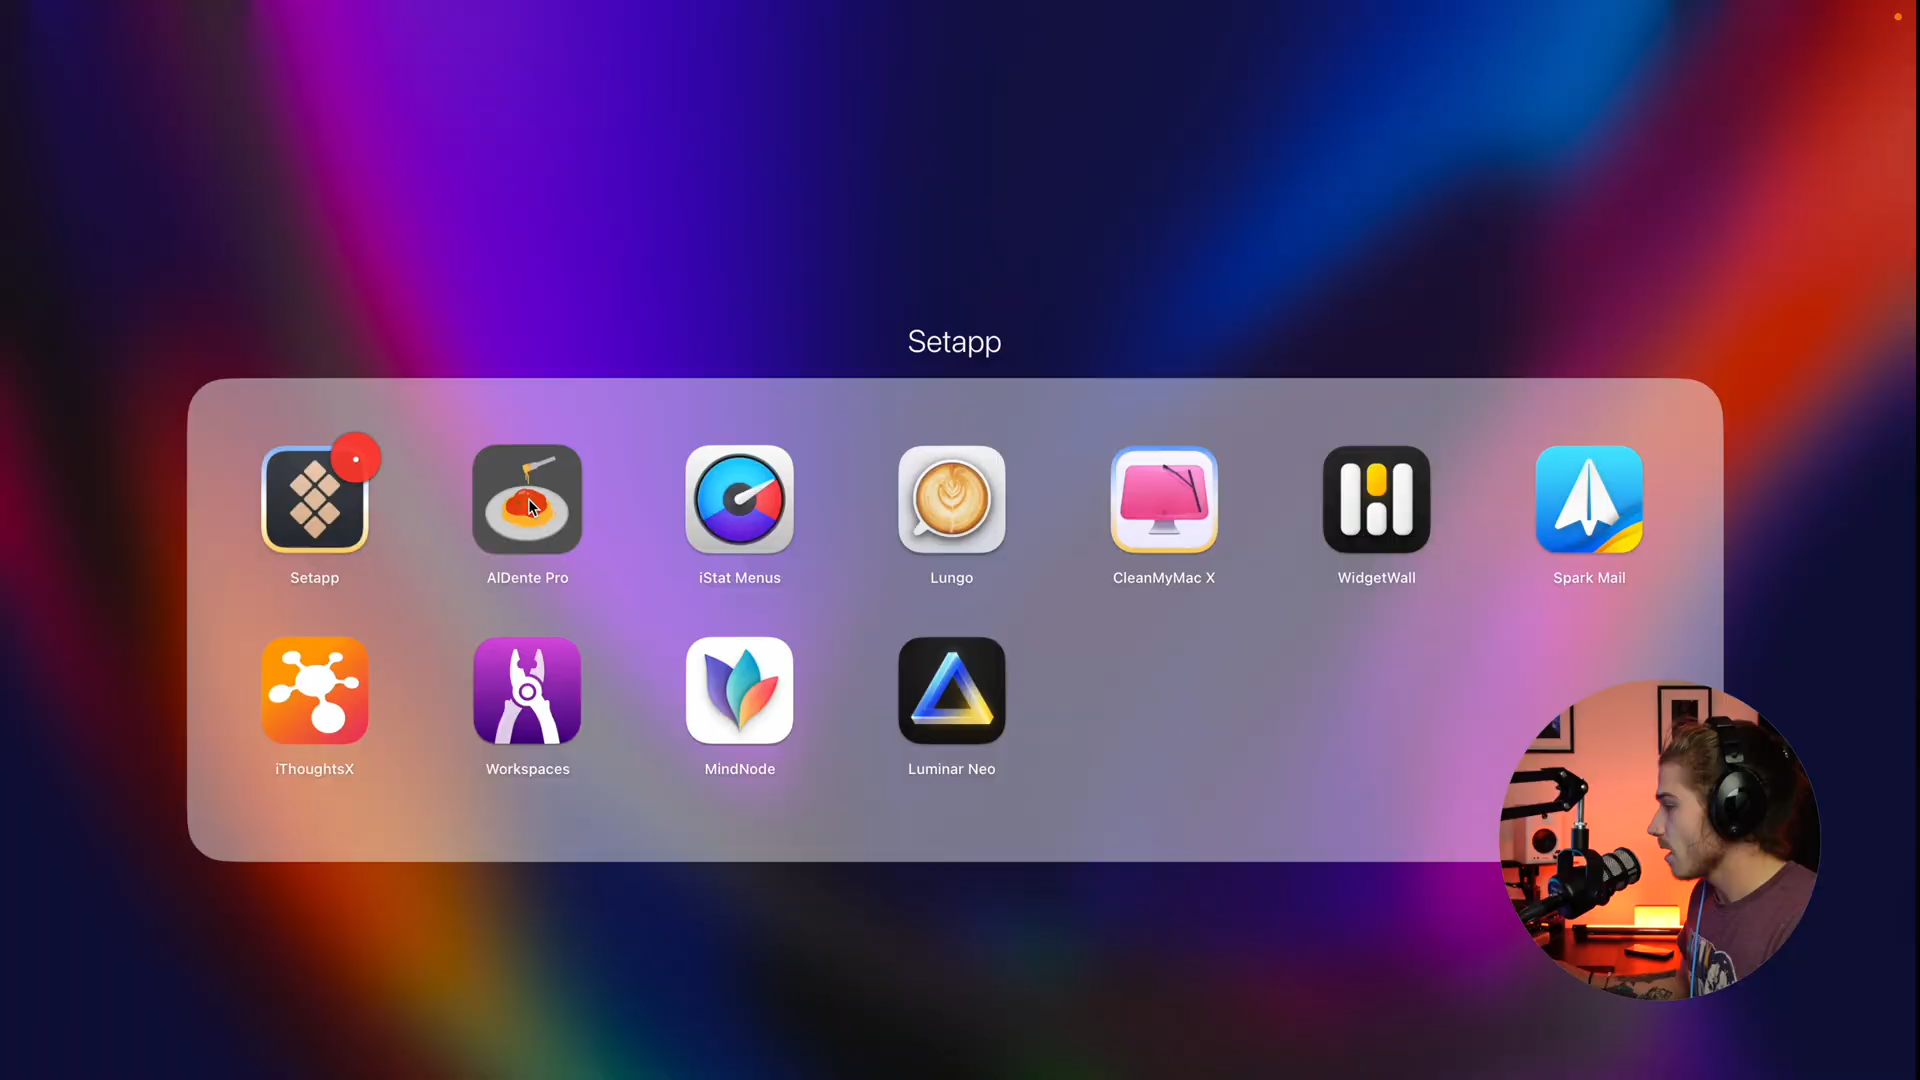 Setapp
Setapp
AlDente Pro
iStat Menus
Lungo
CleanMyMac X
WidgetWall
Spark Mail
iThoughtsX
Workspaces
MindNode
Luminar Neo